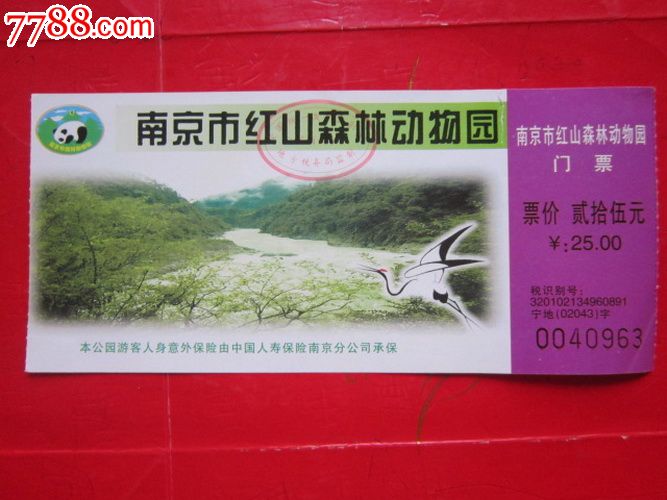 7788.com
南京市红山森林动物园
本公园游客人身意外保险由中国人寿保险南京分公司承保
南京市红山森林动物园
门 票
票价 贰拾伍元
¥:25.00
税识别号:
320102134960891
宁地(02043)字
0040963